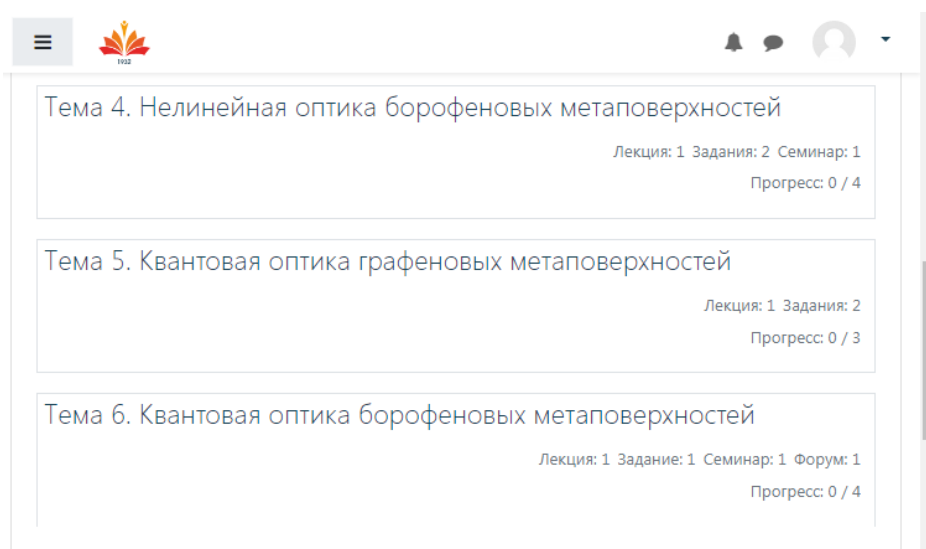 1932
Тема 4. Нелинейная оптика борофеновых метаповерхностей
Лекция: 1 Задания: 2 Семинар: 1
Прогресс: 0 / 4
Тема 5. Квантовая оптика графеновых метаповерхностей
Лекция: 1 Задания: 2
Прогресс: 0 / 3
Тема 6. Квантовая оптика борофеновых метаповерхностей
Лекция: 1 Задание: 1 Семинар: 1 Форум: 1
Прогресс: 0 / 4